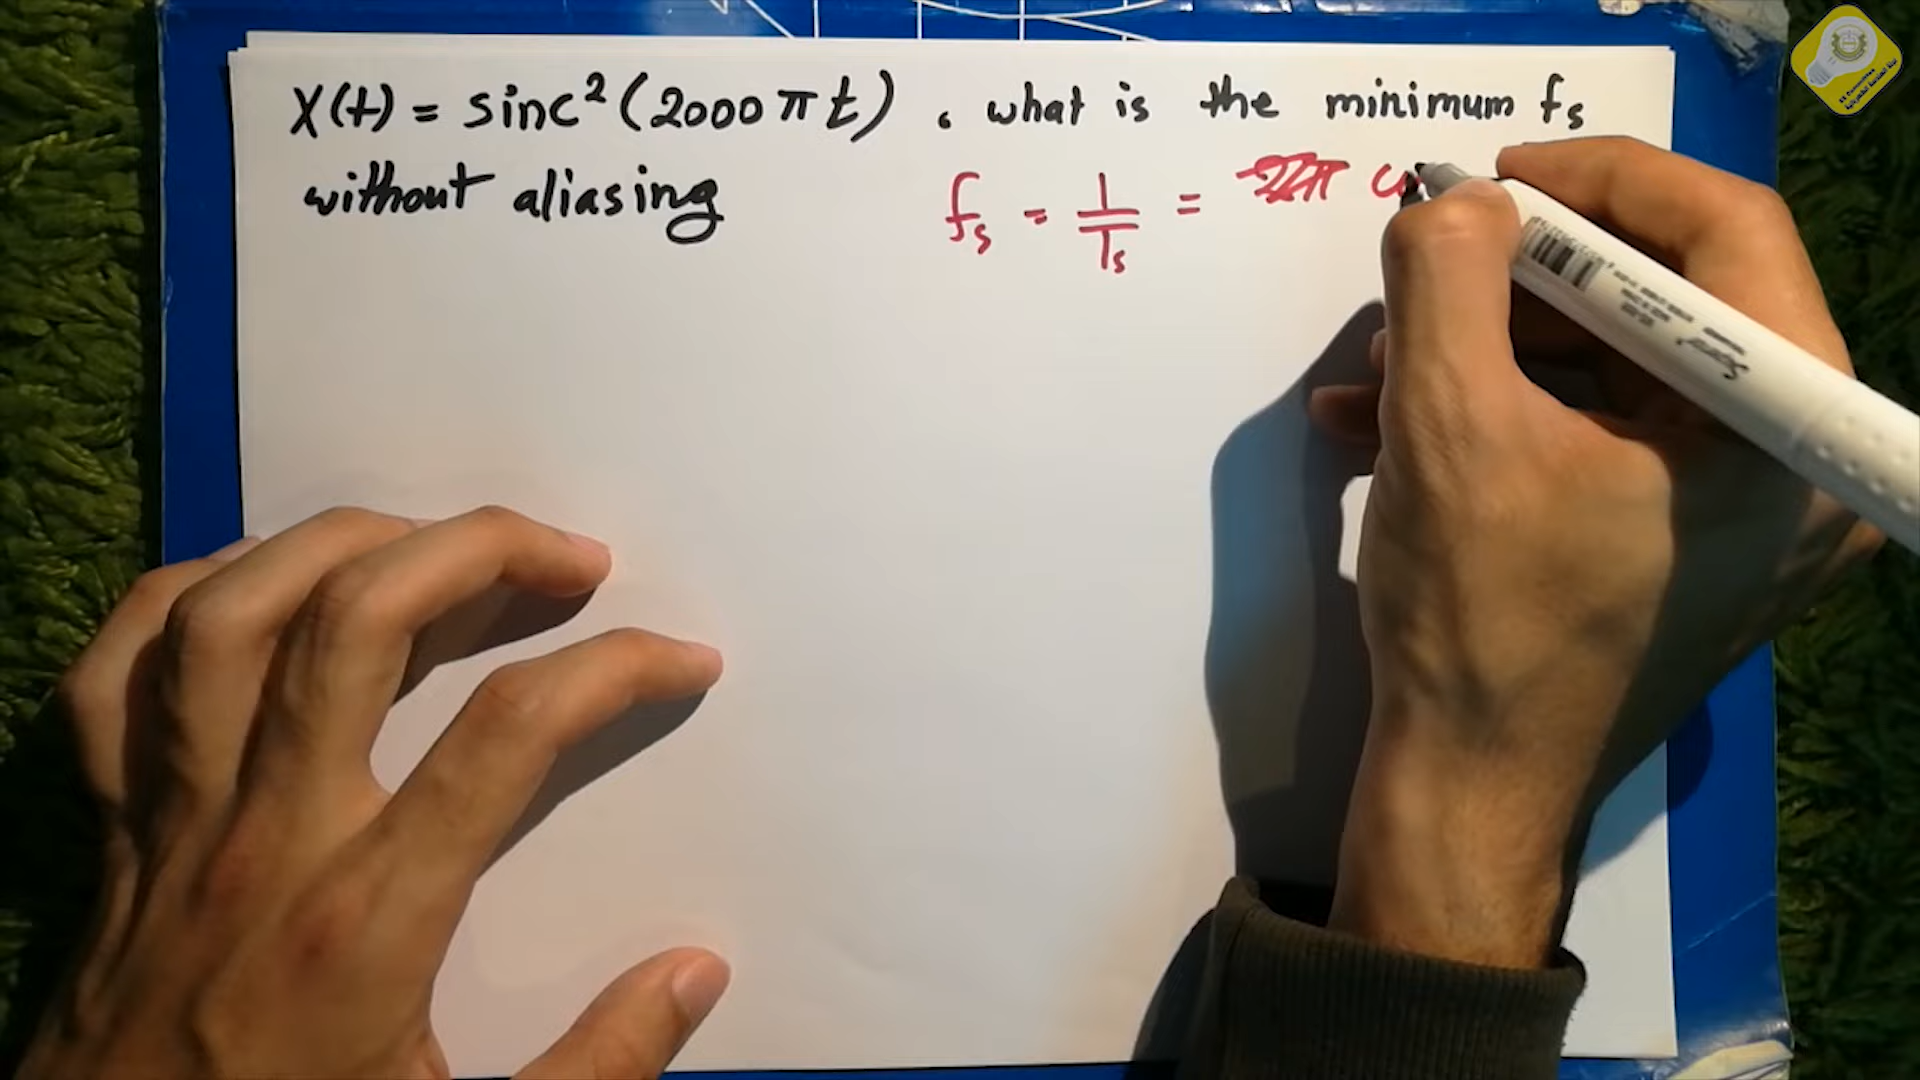 X(t) = sinc²(2000πt) . what is the minimum fs
without aliasing
fs = 1/Ts =